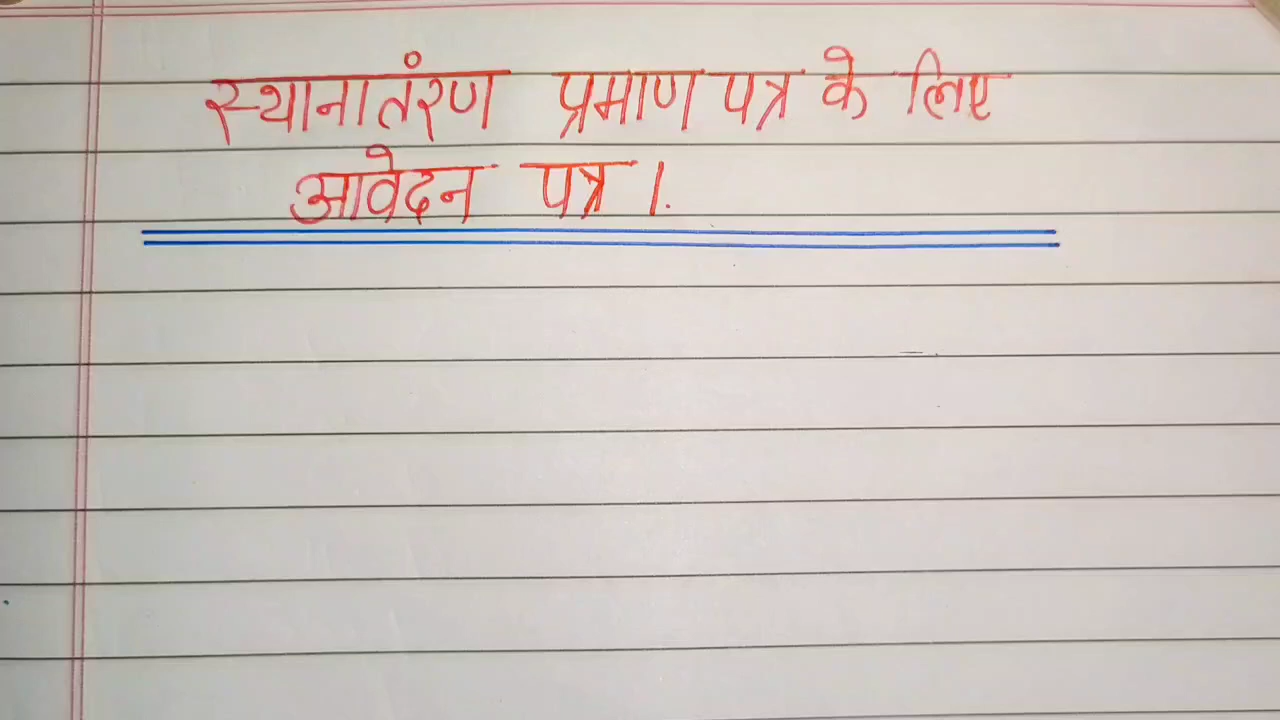 स्थानातंरण प्रमाण पत्र के लिए
आवेदन पत्र ।.